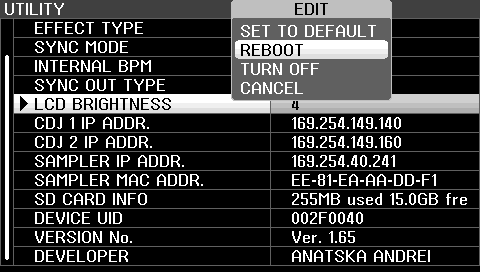 UTILITY EDIT
EFFECT TYPE SET TO DEFAULT
SYNC MODE REBOOT
INTERNAL BPM TURN OFF
SYNC OUT TYPE CANCEL
LCD BRIGHTNESS 4
CDJ 1 IP ADDR. 169.254.149.140
CDJ 2 IP ADDR. 169.254.149.160
SAMPLER IP ADDR. 169.254.40.241
SAMPLER MAC ADDR. EE-81-EA-AA-DD-F1
SD CARD INFO 255MB used 15.0GB fre
DEVICE UID 002F0040
VERSION No. Ver. 1.65
DEVELOPER ANATSKA ANDREI